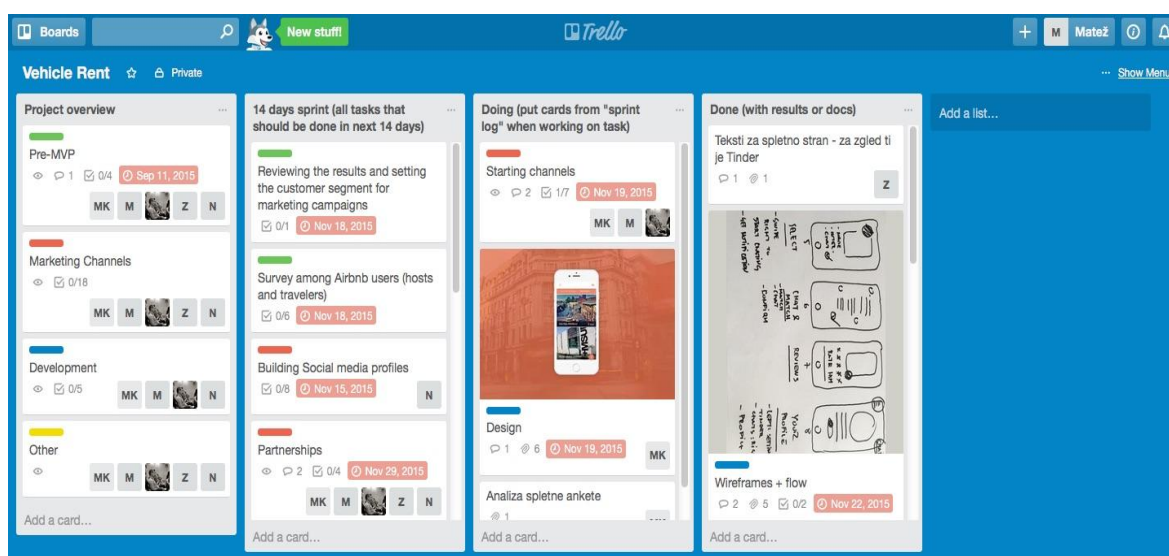 Boards
New stuff!
Trello
M Matež
Vehicle Rent
Private
Show Menu
Project overview
Pre-MVP
1 0/4 Sep 11, 2015
MK M Z N
Marketing Channels
0/18
MK M Z N
Development
0/5
MK M N
Other
MK M Z N
Add a card...
14 days sprint (all tasks that
should be done in next 14 days)
Reviewing the results and setting
the customer segment for
marketing campaigns
0/1 Nov 18, 2015
Survey among Airbnb users (hosts
and travelers)
0/6 Nov 18, 2015
Building Social media profiles
0/8 Nov 15, 2015
N
Partnerships
2 0/4 Nov 29, 2015
MK M Z N
Add a card...
Doing (put cards from "sprint
log" when working on task)
Starting channels
2 1/7 Nov 19, 2015
MK M
Design
1 6 Nov 19, 2015
MK
Analiza spletne ankete
1
Add a card...
Done (with results or docs)
Teksti za spletno stran - za zgled ti
je Tinder
1 1
Z
SELECT
CHAT &
MATCH
- CONFIRM
REVIEWS
YOUR
PROFILE
Wireframes + flow
2 5 0/2 Nov 22, 2015
Add a card...
Add a list...